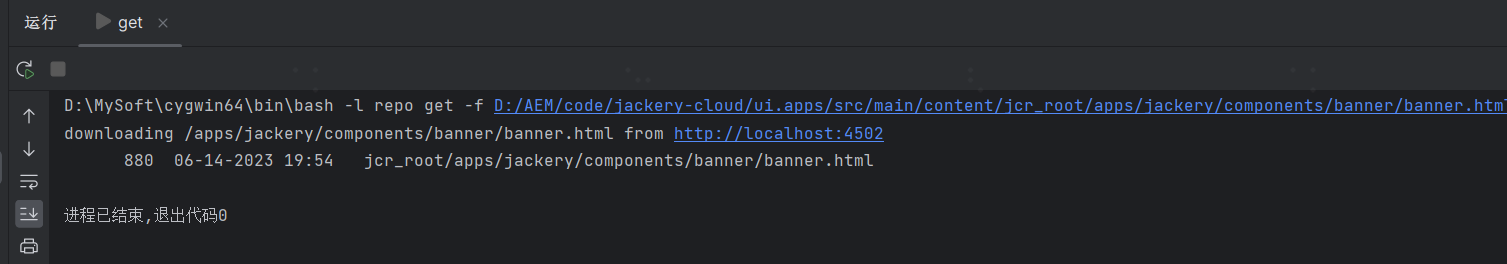 运行 get
D:\MySoft\cygwin64\bin\bash -l repo get -f D:/AEM/code/jackery-cloud/ui.apps/src/main/content/jcr_root/apps/jackery/components/banner/banner.htm
downloading /apps/jackery/components/banner/banner.html from http://localhost:4502
880 06-14-2023 19:54 jcr_root/apps/jackery/components/banner/banner.html
进程已结束,退出代码0